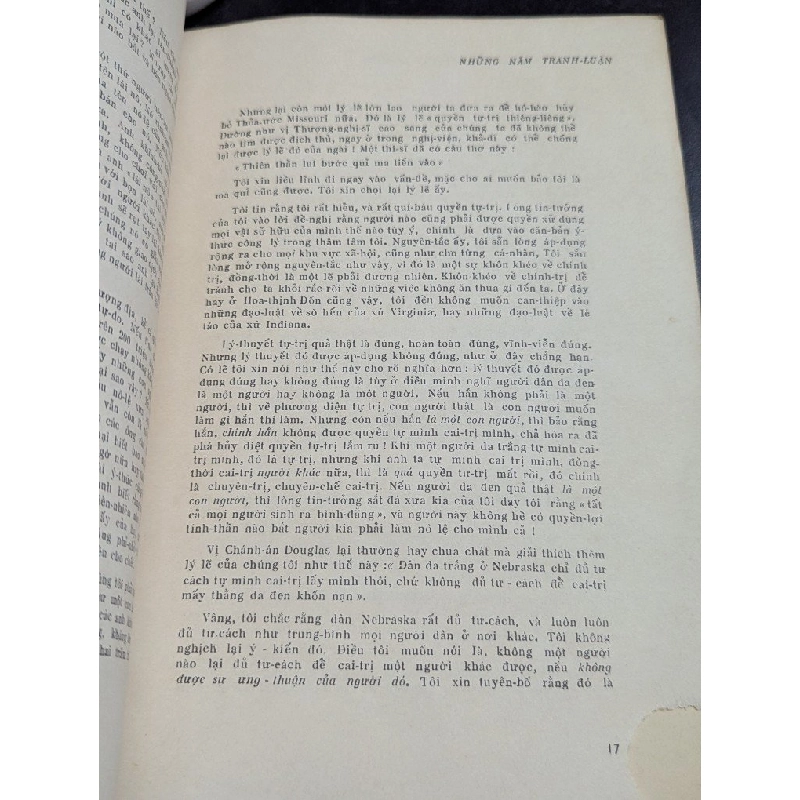 NHỮNG NĂM TRANH-LUẬN
Nhưng lại còn một lý lẽ lớn lao người ta đưa ra để hô-hào hủy
bỏ Thỏa-ước Missouri nữa. Đó là lý lẽ « quyền tự-trị thiêng-liêng ».
Dường như vị Thượng-nghị-sĩ cao sang của chúng ta đã không thể
nào tìm được địch thủ, ngay ở trong nghị-viện, khả-dĩ có thể chống
lại được lý lẽ đó của ngài ! Một thi-sĩ đã có câu thơ này :
« Thiên thần lui bước quỉ ma liền vào »
Tôi xin liều lĩnh đi ngay vào vấn-đề, mặc cho ai muốn bảo tôi là
ma quỉ cũng được. Tôi xin chọi lại lý lẽ ấy.
Tôi tin rằng tôi rất hiểu, và rất quí-báu quyền tự-trị. Lòng tin-tưởng
của tôi vào lời đề-nghị rằng người nào cũng phải được quyền xử dụng
mọi vật sở hữu của mình thế nào tùy ý, chính là dựa vào căn-bản ý-
thức công lý trong thâm tâm tôi. Nguyên-tắc ấy, tôi sẵn lòng áp-dụng
rộng ra cho mọi khu vực xã-hội, cũng như cho từng cá-nhân, Tôi sẵn
lòng mở rộng nguyên-tắc như vậy, vì đó là một sự khôn khéo về chính
trị, đồng-thời là một lẽ phải đương nhiên. Khôn khéo về chính-trị để
tránh cho ta khỏi rắc rối về những việc không ăn thua gì đến ta. Ở đây
hay ở Hoa-thịnh Đốn cũng vậy, tôi đều không muốn can-thiệp vào
những đạo-luật về sò hến của xứ Virginia, hay những đạo-luật về lê
táo của xứ Indiana.
Lý-thuyết tự-trị quả thật là đúng, hoàn toàn đúng, vĩnh-viễn đúng.
Nhưng lý thuyết đó được áp-dụng không đúng, như ở đây chẳng hạn.
Có lẽ tôi xin nói như thế này cho rõ nghĩa hơn : lý thuyết đó được áp-
dụng đúng hay không đúng là tùy ở điều mình nghĩ người dân da đen
là một người hay không là một người. Nếu hắn không phải là một
người, thì về phương diện tự trị, con người thật là con người muốn
làm gì hắn thì làm. Nhưng còn nếu hắn là một con người, thì bảo rằng
hắn, chính hắn không được quyền tự mình cai-trị mình, chả hóa ra đã
phá hủy diệt quyền tự-trị lắm ru ! Khi một người da trắng tự mình cai-
trị mình, đó là tự-trị, nhưng khi anh ta tự mình cai trị mình, đồng-
thời cai-trị người khác nữa, thì là quá quyền tự-trị mất rồi, đó chính
là chuyên-trị, chuyên-chế cai-trị. Nếu người da đen quả thật là một
con người, thì lòng tin-tưởng sắt đá xưa kia của tôi dạy tôi rằng « tất
cả mọi người sinh ra bình-đẳng », và người này không hề có quyền-lợi
tinh-thần nào bắt người kia phải làm nô lệ cho mình cả !
Vị Chánh-án Douglas lại thường hay chua chát mà giải thích thêm
lý lẽ của chúng tôi như thế này :« Dân da trắng ở Nebraska chỉ đủ tư
cách tự mình cai-trị lấy mình thôi, chứ không đủ tư - cách để cai-trị
mấy thằng da đen khốn nạn ».
Vâng, tôi chắc rằng dân Nebraska rất đủ tư.cách, và luôn luôn
đủ tư.cách như trung-bình mọi người dân ở nơi khác. Tôi không
nghịch lại ý - kiến đó. Điều tôi muốn nói là, không một người
nào lại đủ tư-cách để cai-trị một người khác được, nếu không
được sự ưng - thuận của người đó. Tôi xin tuyên-bố rằng đó là
17